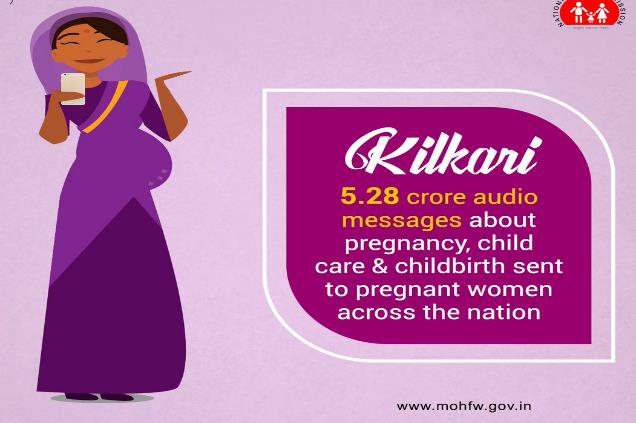 Kilkari
5.28 crore audio
messages about
pregnancy, child
care & childbirth sent
to pregnant women
across the nation
www.mohfw.gov.in